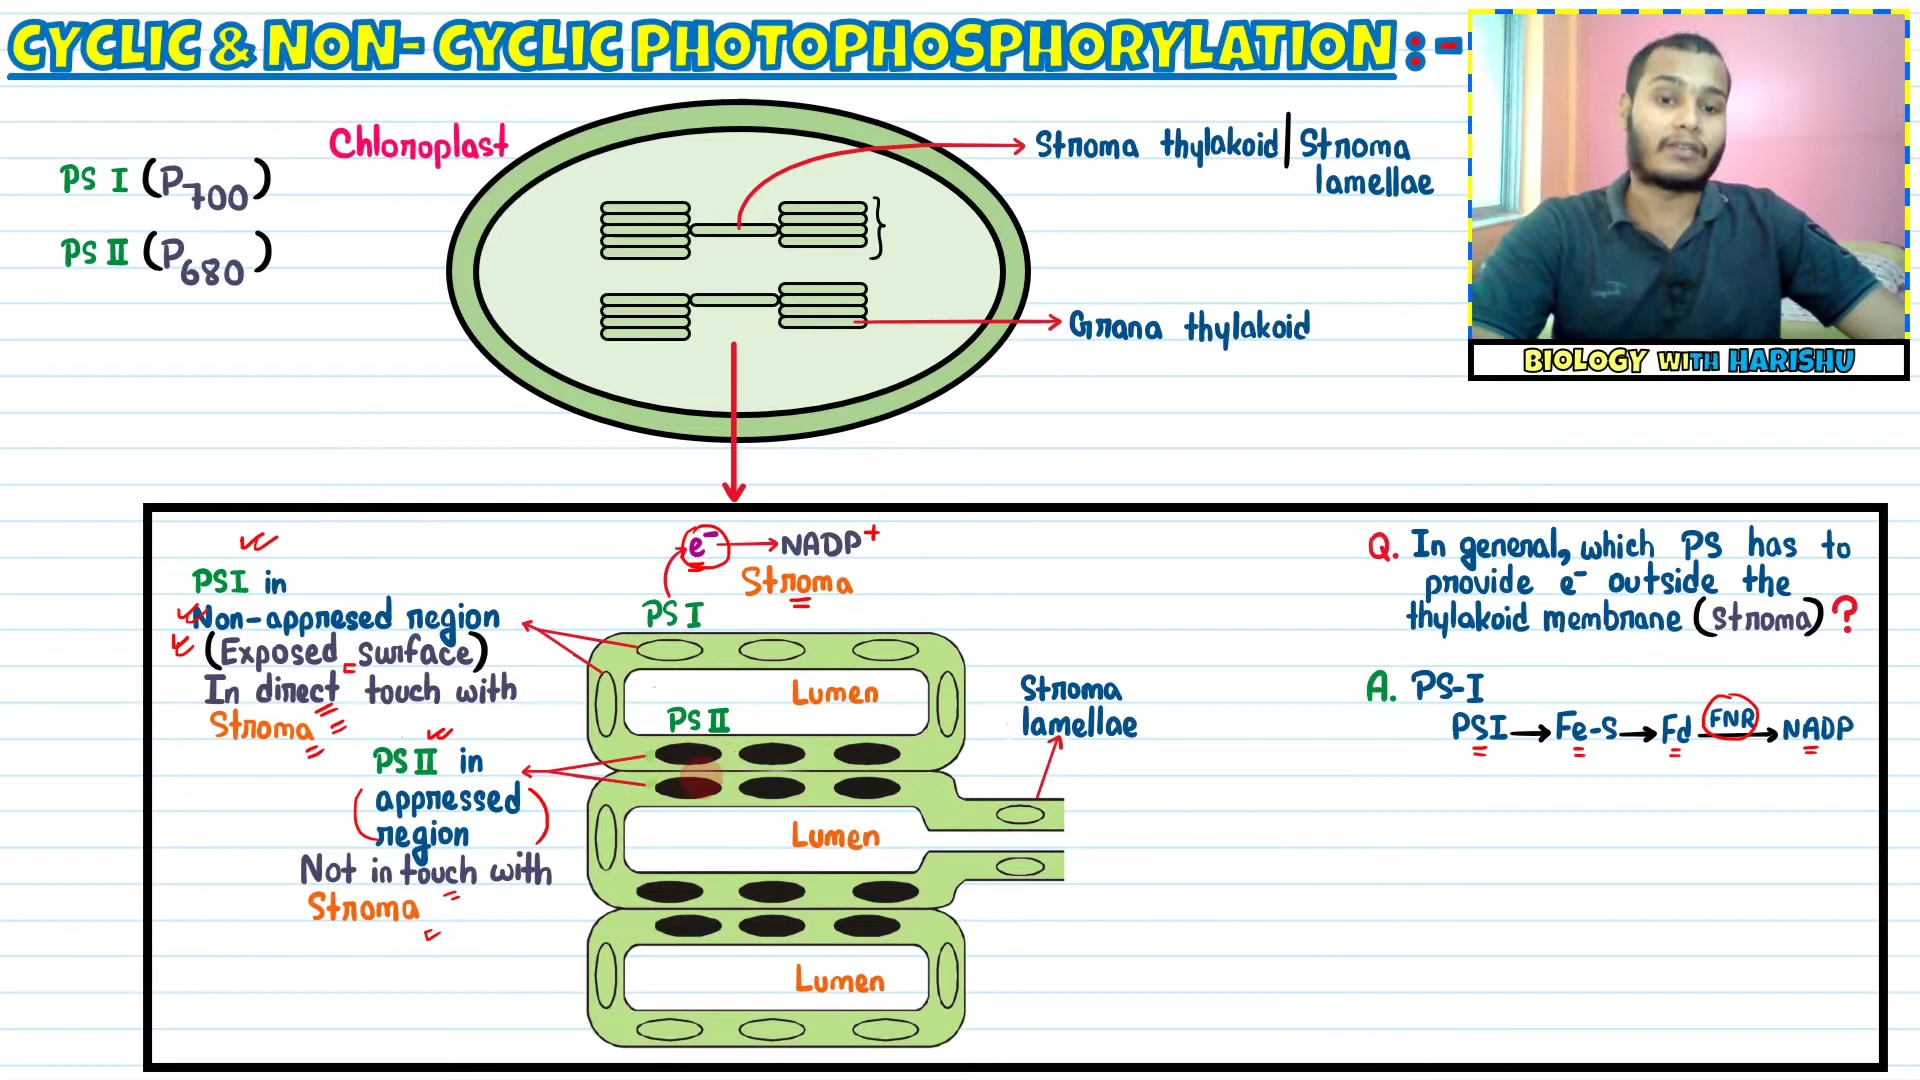 CYCLIC & NON- CYCLIC PHOTOPHOSPHORYLATION :-
Chloroplast
PS I (P700)
PS II (P680)
Stroma thylakoid | Stroma
lamellae
Grana thylakoid
BIOLOGY WITH HARISHU
PSI in
Non-appresed region
(Exposed surface)
In direct touch with
Stroma
PS II in
appressed
region
Not in touch with
Stroma
e⁻ → NADP⁺
Stroma
PS I
Lumen
PS II
Lumen
Lumen
Stroma
lamellae
Q. In general, which PS has to
provide e⁻ outside the
thylakoid membrane (stroma) ?
A. PS-I
PSI → Fe-S → Fd FNR → NADP